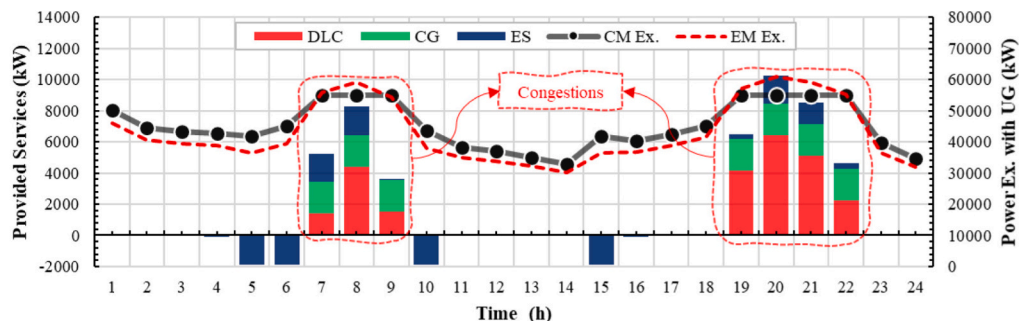 14000 80000
DLC CG ES CM Ex. EM Ex.
12000 70000
10000 60000
Congestions
8000 50000
6000 40000
4000 30000
2000 20000
0 10000
-2000 0
1 2 3 4 5 6 7 8 9 10 11 12 13 14 15 16 17 18 19 20 21 22 23 24
Time (h)
Provided Services (kW)
Power Ex. with UG (kW)